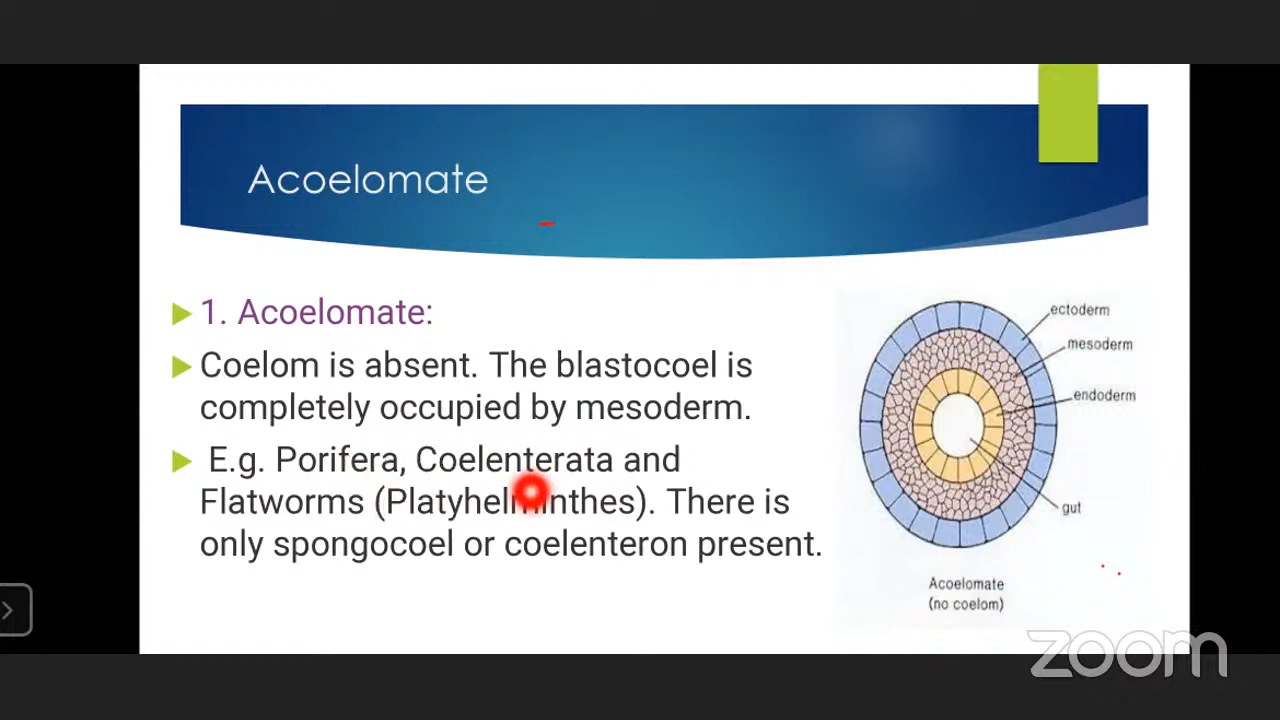 Acoelomate
1. Acoelomate:
Coelom is absent. The blastocoel is
completely occupied by mesoderm.
E.g. Porifera, Coelenterata and
Flatworms (Platyhelminthes). There is
only spongocoel or coelenteron present.
ectoderm
mesoderm
endoderm
gut
Acoelomate
(no coelom)
zoom